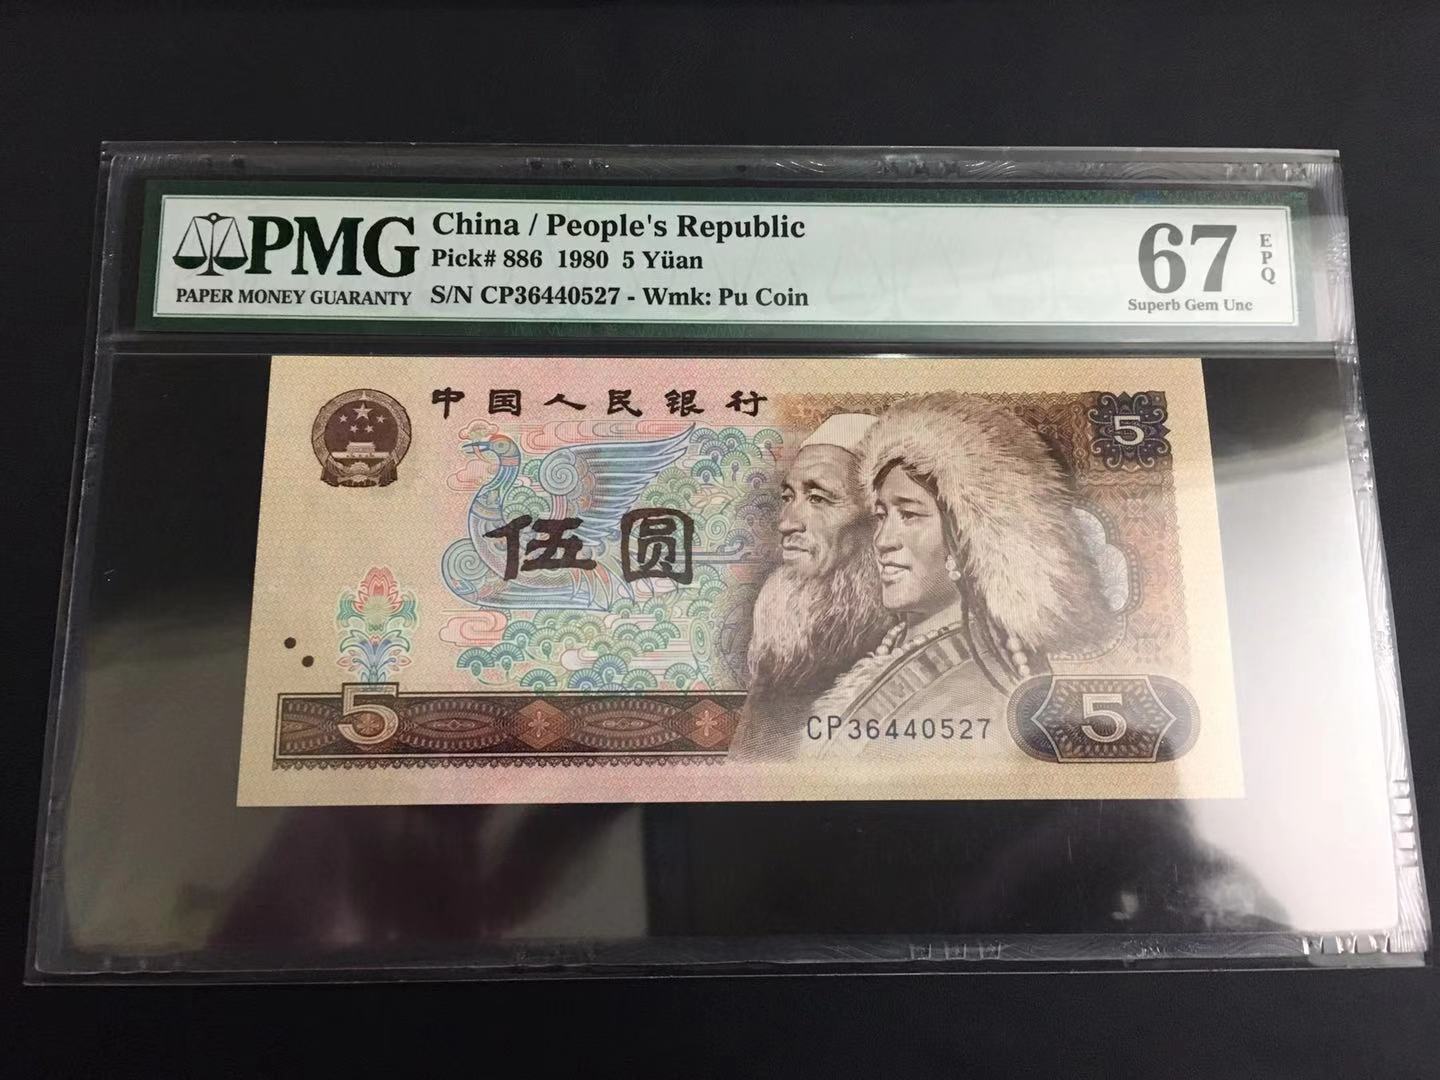 PMG
PAPER MONEY GUARANTY
China / People's Republic
Pick# 886 1980 5 Yüan
S/N CP36440527 - Wmk: Pu Coin
67
EPQ
Superb Gem Unc
中国人民银行
5
伍圆
5
CP36440527
5